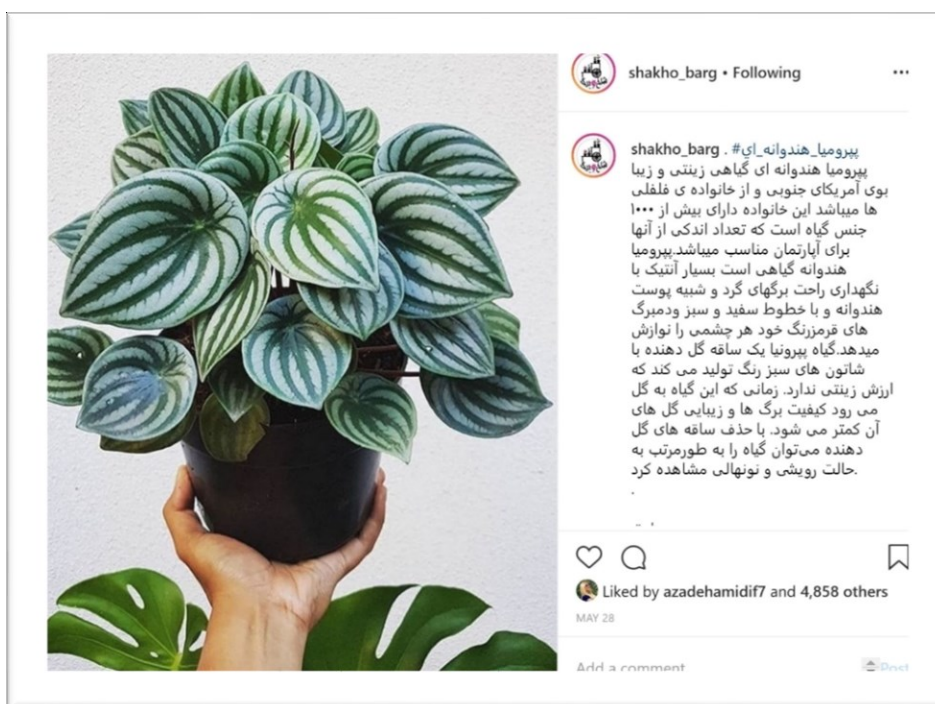 shakho_barg • Following
shakho_barg . #پپرومیا_هندوانه_اي
پپرومیا هندوانه ای گیاهی زینتی و زیبا
بوی آمریکای جنوبی و از خانواده ی فلفلی
ها میباشد این خانواده دارای بیش از ۱۰۰۰
جنس گیاه است که تعداد اندکی از آنها
برای آپارتمان مناسب میباشد.پپرومیا
هندوانه گیاهی است بسیار آنتیک با
نگهداری راحت برگهای گرد و شبیه پوست
هندوانه و با خطوط سفید و سبز ودمبرگ
های قرمزرنگ خود هر چشمی را نوازش
میدهد.گیاه پپرونیا یک ساقه گل دهنده با
شاتون های سبز رنگ تولید می کند که
ارزش زینتی ندارد. زمانی که این گیاه به گل
می رود کیفیت برگ ها و زیبایی گل های
آن کمتر می شود. با حذف ساقه های گل
دهنده می‌توان گیاه را به طورمرتب به
حالت رویشی و نونهالی مشاهده کرد.
.
Liked by azadehamidif7 and 4,858 others
MAY 28
Add a comment
Post